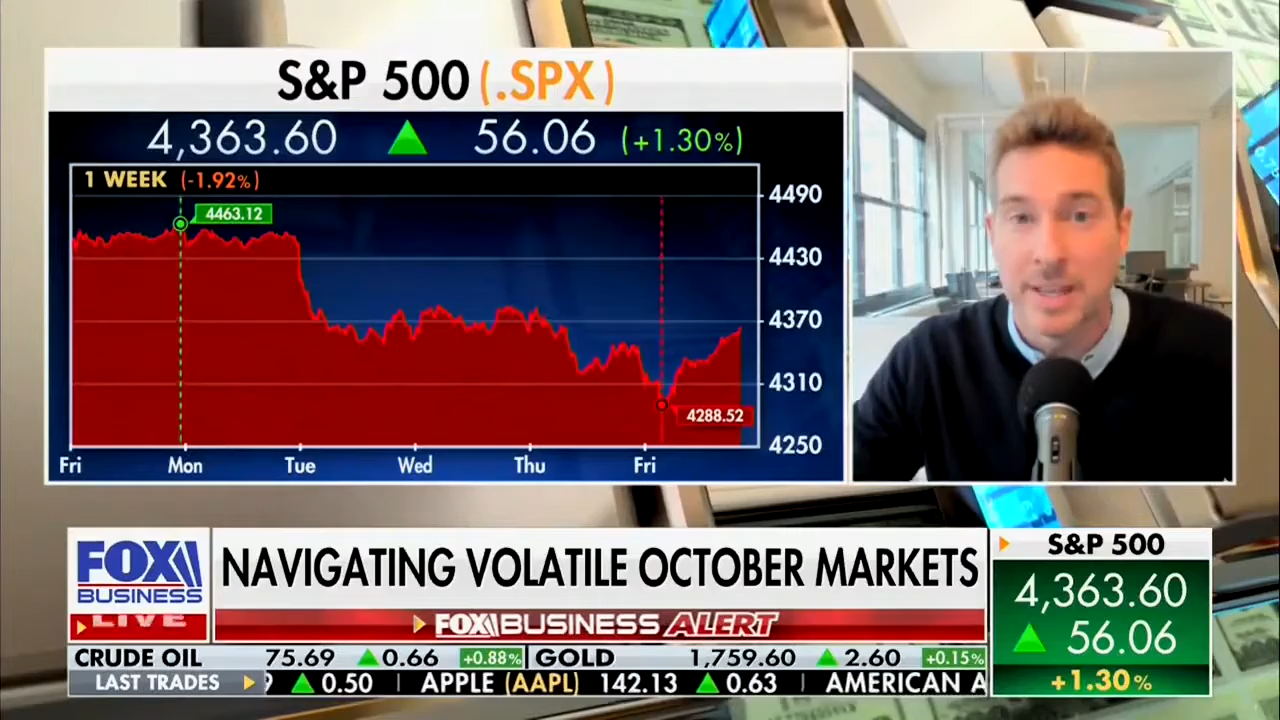 S&P 500 (.SPX)
4,363.60 ▲ 56.06 (+1.30%)
1 WEEK (-1.92%)
4463.12
4490
4430
4370
4310
4250
4288.52
Fri Mon Tue Wed Thu Fri
FOX BUSINESS
LIVE
NAVIGATING VOLATILE OCTOBER MARKETS
FOX BUSINESS ALERT
S&P 500
4,363.60
▲ 56.06
+1.30%
CRUDE OIL 75.69 ▲0.66 +0.88% GOLD 1,759.60 ▲ 2.60 +0.15%
LAST TRADES ▲ 0.50 | APPLE (AAPL) 142.13 ▲ 0.63 | AMERICAN A